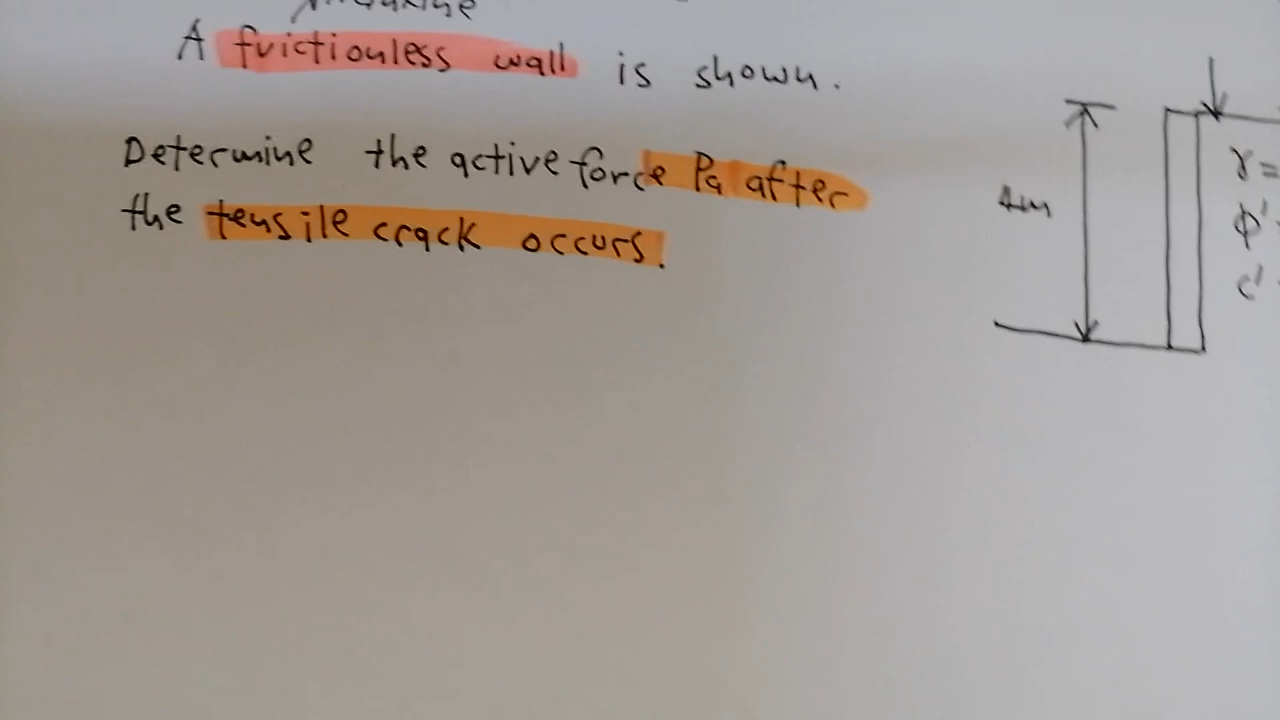 A frictionless wall is shown.
Determine the active force Pa after
the tensile crack occurs.
4m
γ =
φ'
c'